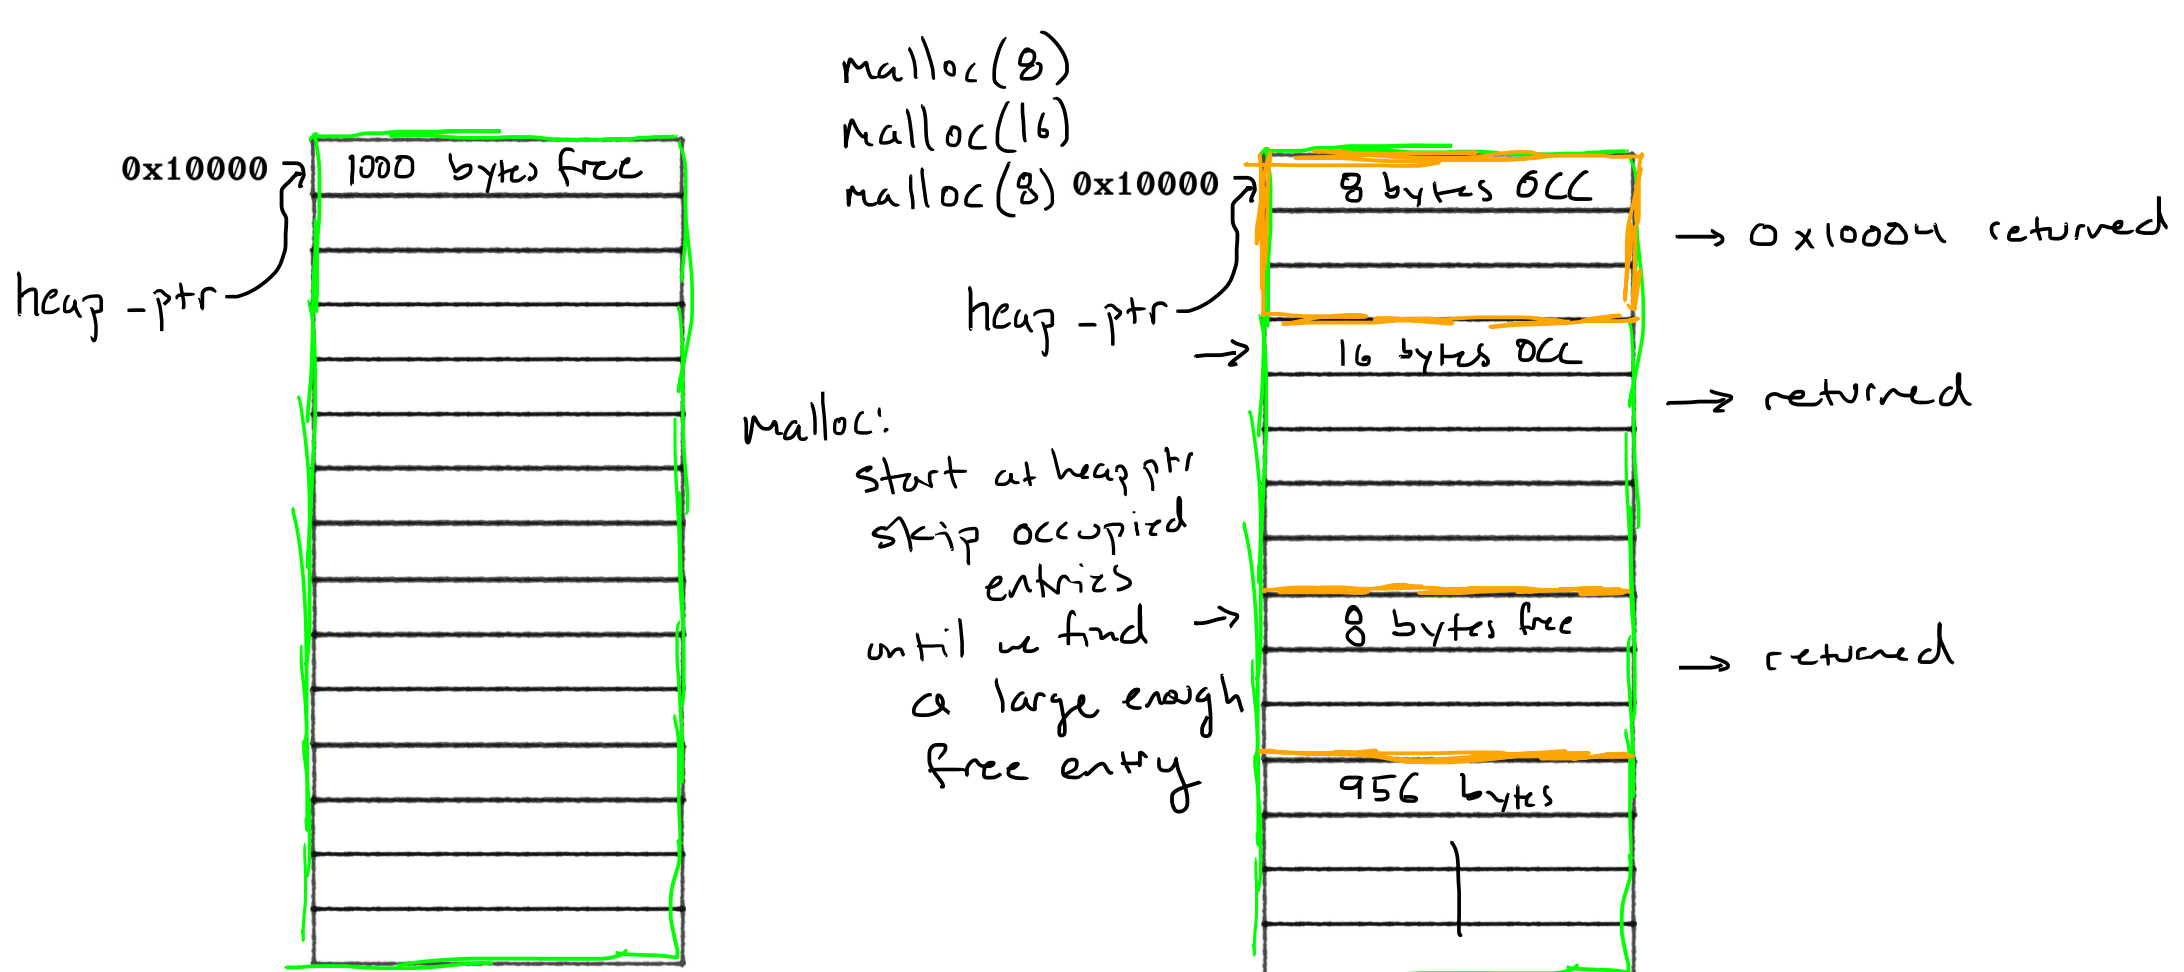 0x10000
1000 bytes free
heap_ptr
malloc(8)
malloc(16)
malloc(8)
0x10000
heap_ptr
malloc:
start at heap ptr
skip occupied
entries
until we find
a large enough
free entry
8 bytes OCC
→ 0x10004 returned
16 bytes OCC
→ returned
8 bytes free
→ returned
956 bytes